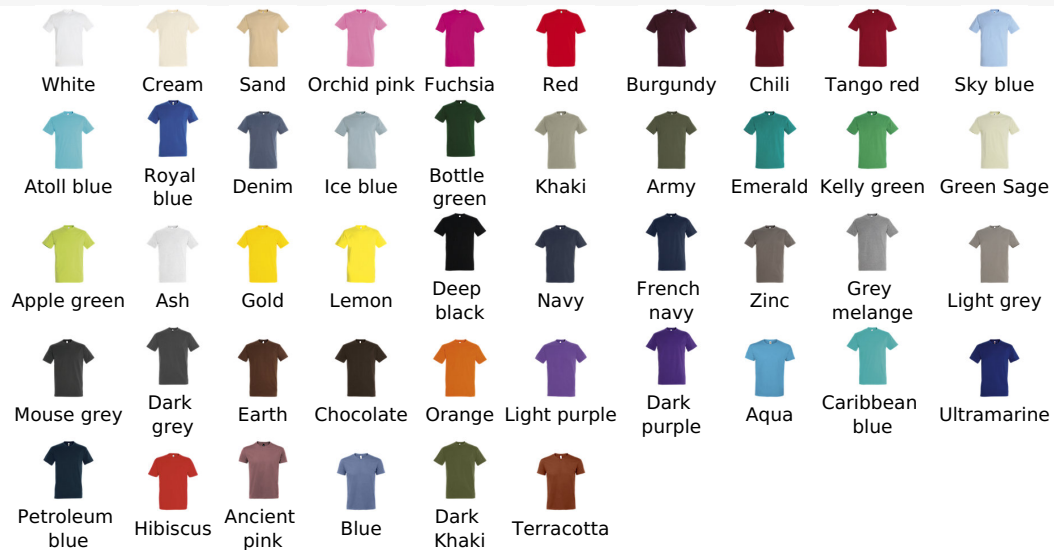 White
Cream
Sand
Orchid pink
Fuchsia
Red
Burgundy
Chili
Tango red
Sky blue
Atoll blue
Royal
blue
Denim
Ice blue
Bottle
green
Khaki
Army
Emerald
Kelly green
Green Sage
Apple green
Ash
Gold
Lemon
Deep
black
Navy
French
navy
Zinc
Grey
melange
Light grey
Mouse grey
Dark
grey
Earth
Chocolate
Orange
Light purple
Dark
purple
Aqua
Caribbean
blue
Ultramarine
Petroleum
blue
Hibiscus
Ancient
pink
Blue
Dark
Khaki
Terracotta